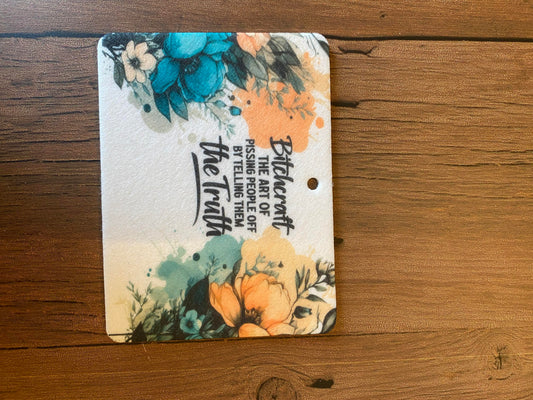 Bitchcraft
THE ART OF
PISSING PEOPLE OFF
BY TELLING THEM
the Truth